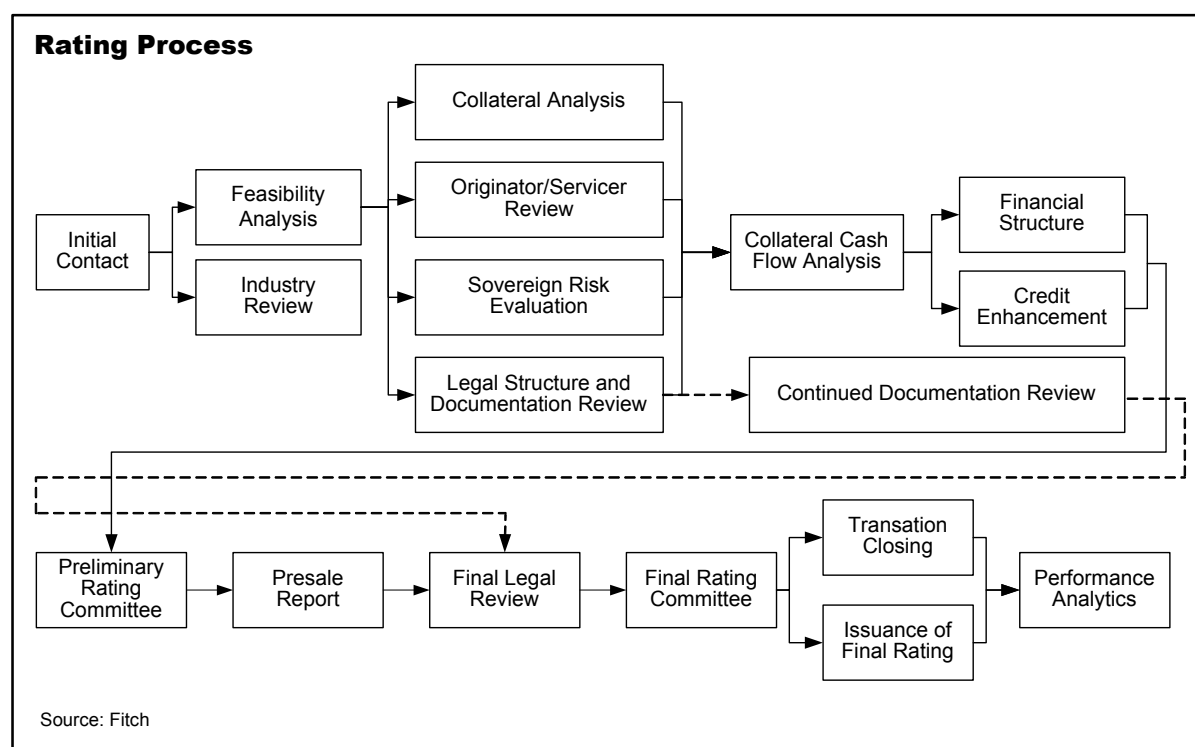 Rating Process
Collateral Analysis
Feasibility
Analysis
Originator/Servicer
Review
Financial
Structure
Initial
Contact
Collateral Cash
Flow Analysis
Industry
Review
Sovereign Risk
Evaluation
Credit
Enhancement
Legal Structure and
Documentation Review
Continued Documentation Review
Transation
Closing
Preliminary
Rating
Committee
Presale
Report
Final Legal
Review
Final Rating
Committee
Performance
Analytics
Issuance of
Final Rating
Source: Fitch